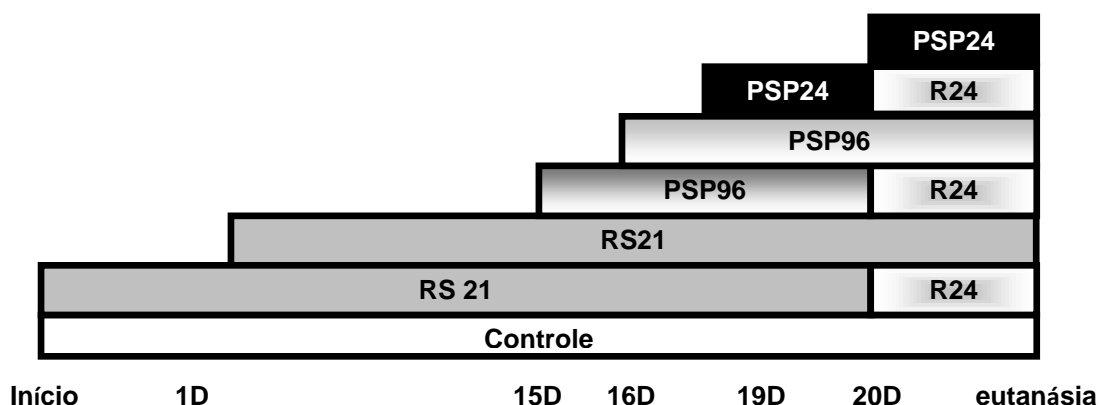 PSP24
PSP24 R24
PSP96
PSP96 R24
RS21
RS 21 R24
Controle
Início 1D 15D 16D 19D 20D eutanásia